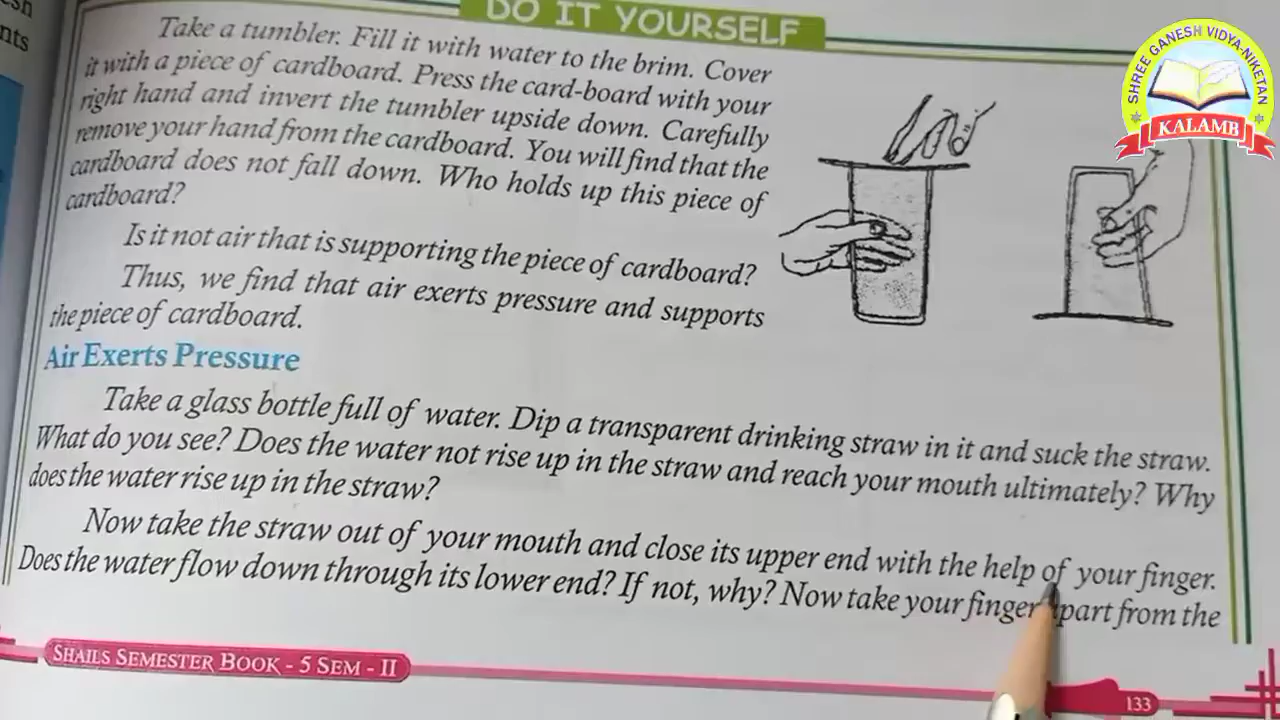 sh
nts
DO IT YOURSELF
Take a tumbler. Fill it with water to the brim. Cover
it with a piece of cardboard. Press the card-board with your
right hand and invert the tumbler upside down. Carefully
remove your hand from the cardboard. You will find that the
cardboard does not fall down. Who holds up this piece of
cardboard?
Is it not air that is supporting the piece of cardboard?
Thus, we find that air exerts pressure and supports
the piece of cardboard.
Air Exerts Pressure
Take a glass bottle full of water. Dip a transparent drinking straw in it and suck the straw.
What do you see? Does the water not rise up in the straw and reach your mouth ultimately? Why
does the water rise up in the straw?
Now take the straw out of your mouth and close its upper end with the help of your finger.
Does the water flow down through its lower end? If not, why? Now take your finger apart from the
SHAILS SEMESTER BOOK - 5 SEM - II
133
SHREE GANESH VIDYA-NIKETAN
KALAMB